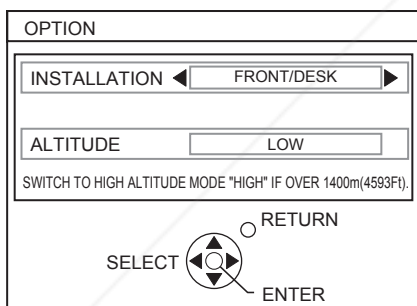 OPTION
INSTALLATION FRONT/DESK
ALTITUDE LOW
SWITCH TO HIGH ALTITUDE MODE "HIGH" IF OVER 1400m(4593Ft).
RETURN
SELECT
ENTER